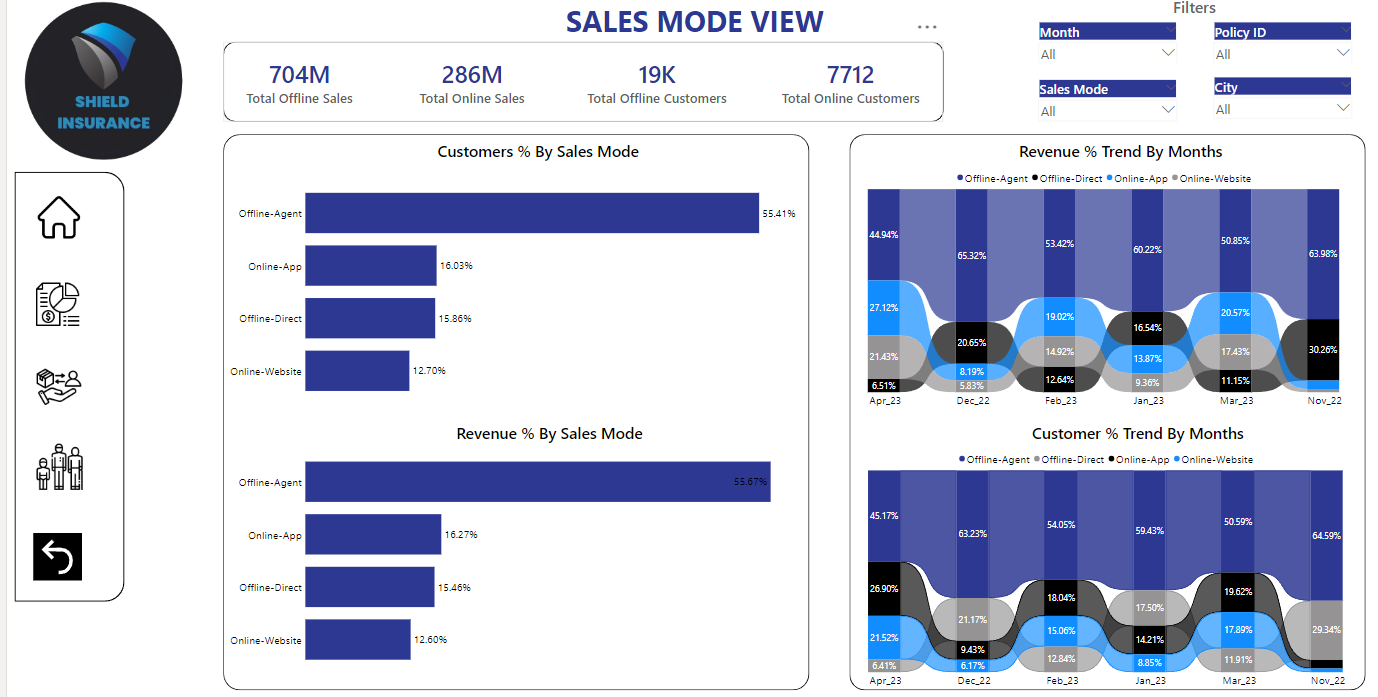 SHIELD
INSURANCE
SALES MODE VIEW
...
704M
Total Offline Sales
286M
Total Online Sales
19K
Total Offline Customers
7712
Total Online Customers
Filters
Month
All
Policy ID
All
Sales Mode
All
City
All
Customers % By Sales Mode
Offline-Agent 55.41%
Online-App 16.03%
Offline-Direct 15.86%
Online-Website 12.70%
Revenue % By Sales Mode
Offline-Agent 55.67%
Online-App 16.27%
Offline-Direct 15.46%
Online-Website 12.60%
Revenue % Trend By Months
Offline-Agent Offline-Direct Online-App Online-Website
44.94%
27.12%
21.43%
6.51%
65.32%
20.65%
8.19%
5.83%
53.42%
19.02%
14.92%
12.64%
60.22%
16.54%
13.87%
9.36%
50.85%
20.57%
17.43%
11.15%
63.98%
30.26%
Apr_23 Dec_22 Feb_23 Jan_23 Mar_23 Nov_22
Customer % Trend By Months
Offline-Agent Offline-Direct Online-App Online-Website
45.17%
26.90%
21.52%
6.41%
63.23%
21.17%
9.43%
6.17%
54.05%
18.04%
15.06%
12.84%
59.43%
17.50%
14.21%
8.85%
50.59%
19.62%
17.89%
11.91%
64.59%
29.34%
Apr_23 Dec_22 Feb_23 Jan_23 Mar_23 Nov_22